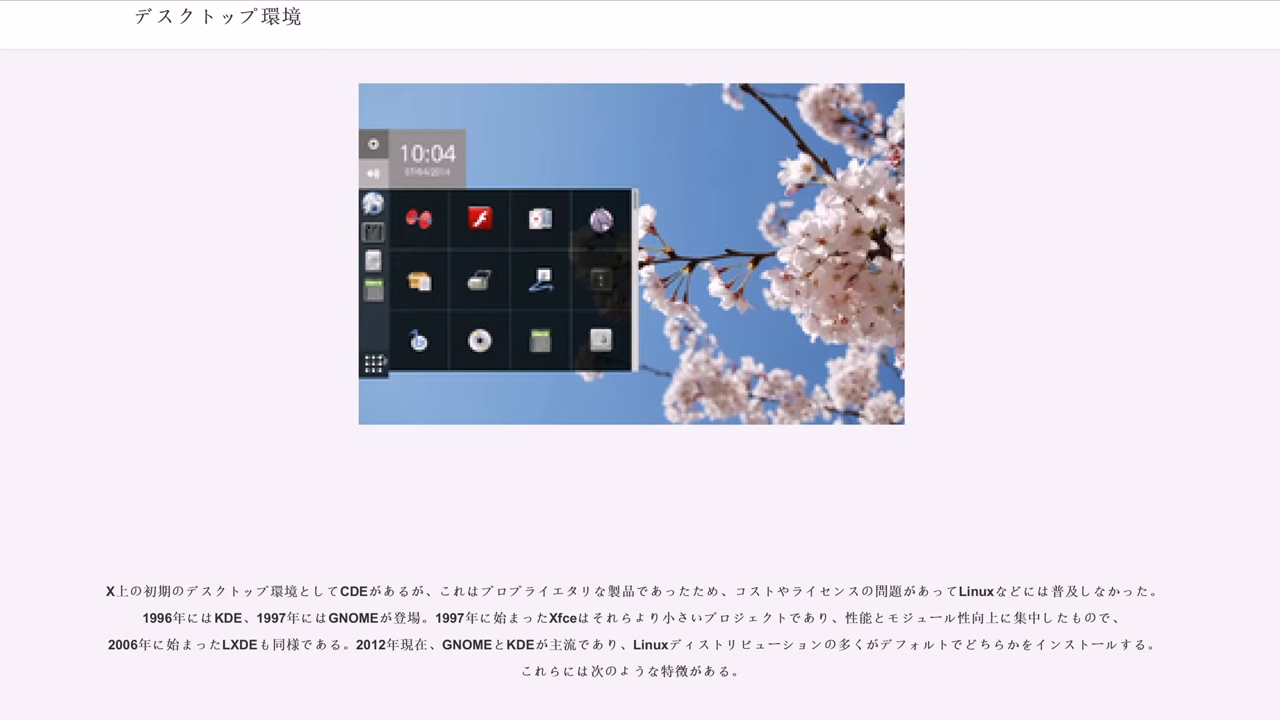 デスクトップ環境
10:04
07/04/2014
X上の初期のデスクトップ環境としてCDEがあるが、これはプロプライエタリな製品であったため、コストやライセンスの問題があってLinuxなどには普及しなかった。
1996年にはKDE、1997年にはGNOMEが登場。1997年に始まったXfceはそれらより小さいプロジェクトであり、性能とモジュール性向上に集中したもので、
2006年に始まったLXDEも同様である。2012年現在、GNOMEとKDEが主流であり、Linuxディストリビューションの多くがデフォルトでどちらかをインストールする。
これらには次のような特徴がある。